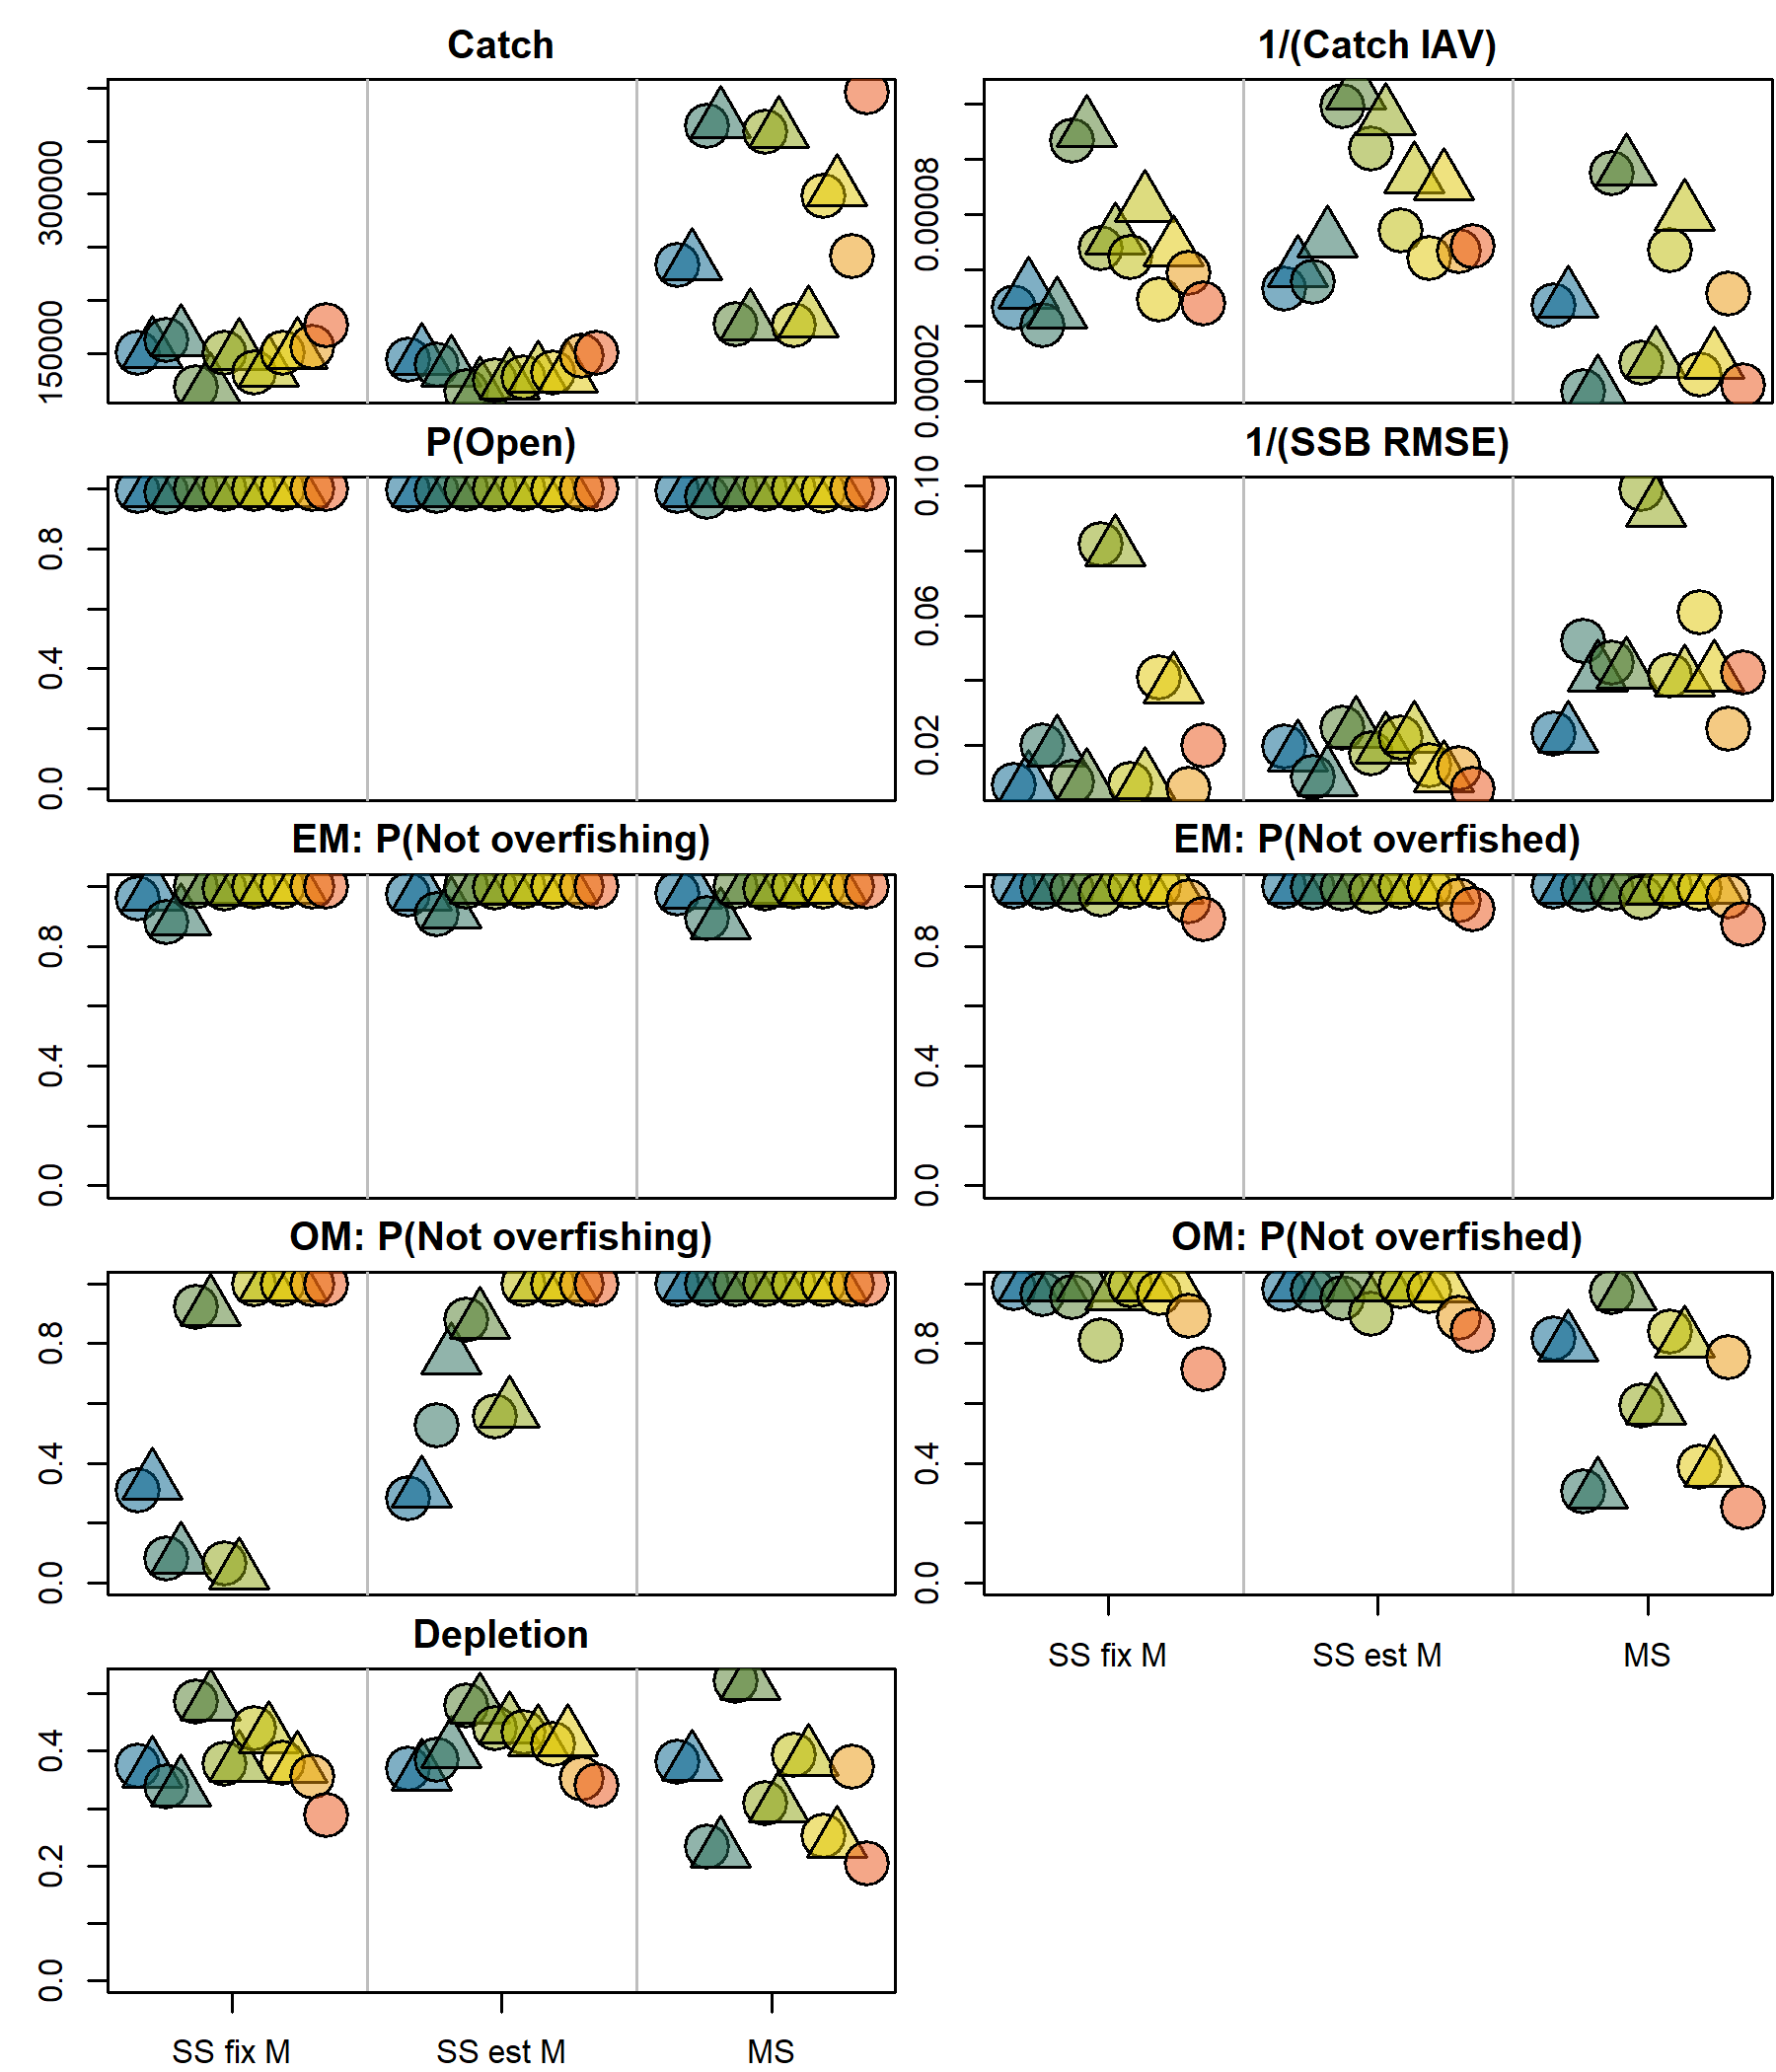 Catch
1/(Catch IAV)
300000
150000
0.00008
0.00002
P(Open)
1/(SSB RMSE)
0.8
0.4
0.0
0.10
0.06
0.02
EM: P(Not overfishing)
EM: P(Not overfished)
0.8
0.4
0.0
0.8
0.4
0.0
OM: P(Not overfishing)
OM: P(Not overfished)
0.8
0.4
0.0
0.8
0.4
0.0
SS fix M
SS est M
MS
Depletion
0.4
0.2
0.0
SS fix M
SS est M
MS